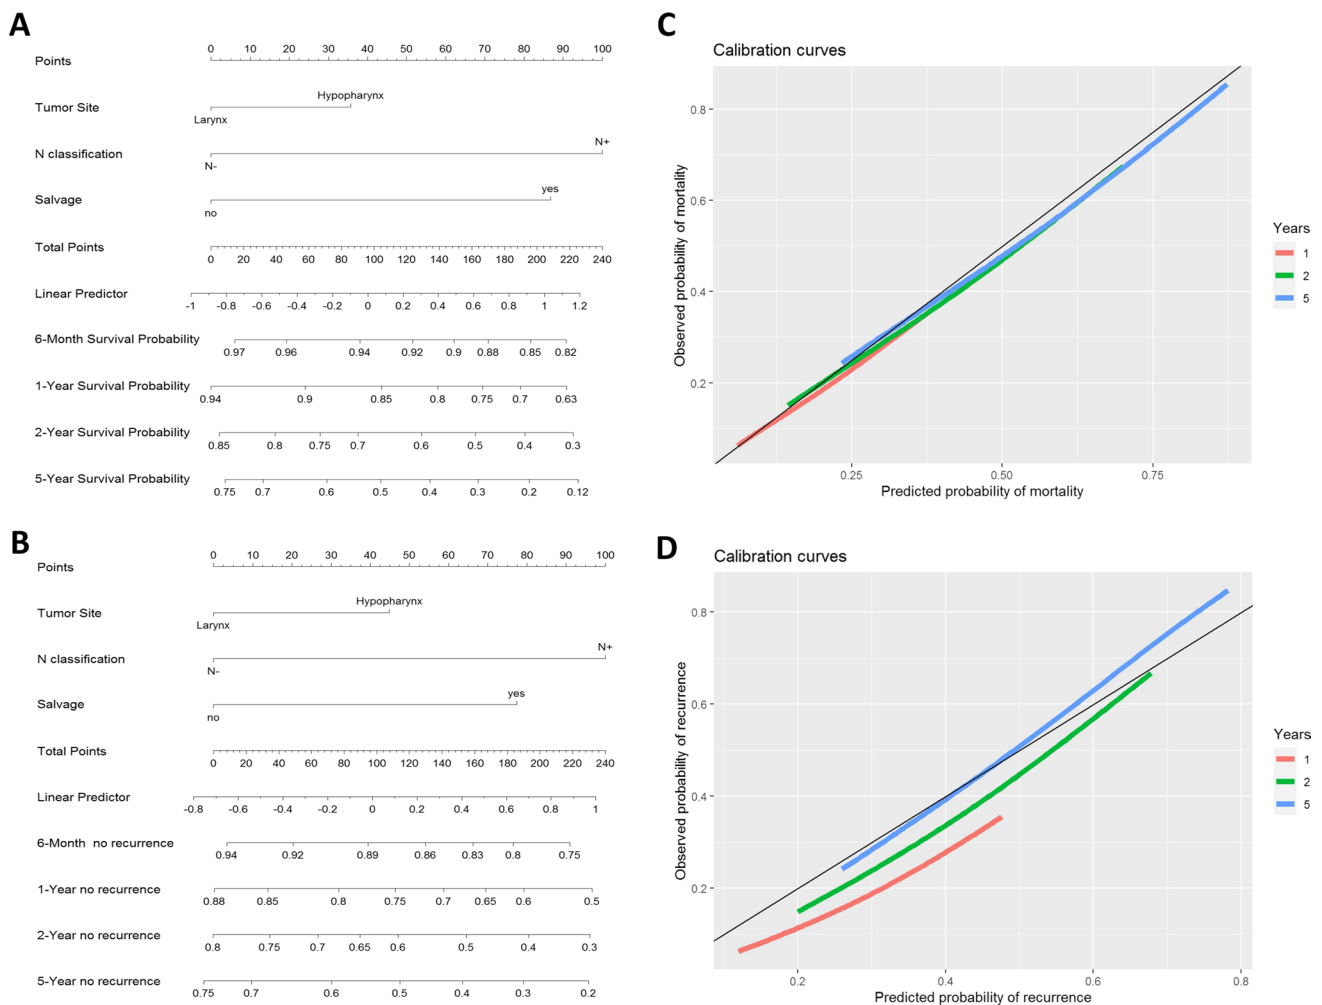 A
Points
0 10 20 30 40 50 60 70 80 90 100
Tumor Site
Hypopharynx
Larynx
N classification
N+
N-
Salvage
yes
no
Total Points
0 20 40 60 80 100 120 140 160 180 200 220 240
Linear Predictor
-1 -0.8 -0.6 -0.4 -0.2 0 0.2 0.4 0.6 0.8 1 1.2
6-Month Survival Probability
0.97 0.96 0.94 0.92 0.9 0.88 0.85 0.82
1-Year Survival Probability
0.94 0.9 0.85 0.8 0.75 0.7 0.63
2-Year Survival Probability
0.85 0.8 0.75 0.7 0.6 0.5 0.4 0.3
5-Year Survival Probability
0.75 0.7 0.6 0.5 0.4 0.3 0.2 0.12
C
Calibration curves
Observed probability of mortality
0.8
0.6
0.4
0.2
0.25 0.50 0.75
Predicted probability of mortality
Years
1
2
5
B
Points
0 10 20 30 40 50 60 70 80 90 100
Tumor Site
Hypopharynx
Larynx
N classification
N+
N-
Salvage
yes
no
Total Points
0 20 40 60 80 100 120 140 160 180 200 220 240
Linear Predictor
-0.8 -0.6 -0.4 -0.2 0 0.2 0.4 0.6 0.8 1
6-Month no recurrence
0.94 0.92 0.89 0.86 0.83 0.8 0.75
1-Year no recurrence
0.88 0.85 0.8 0.75 0.7 0.65 0.6 0.5
2-Year no recurrence
0.8 0.75 0.7 0.65 0.6 0.5 0.4 0.3
5-Year no recurrence
0.75 0.7 0.6 0.5 0.4 0.3 0.2
D
Calibration curves
Observed probability of recurrence
0.8
0.6
0.4
0.2
0.2 0.4 0.6 0.8
Predicted probability of recurrence
Years
1
2
5